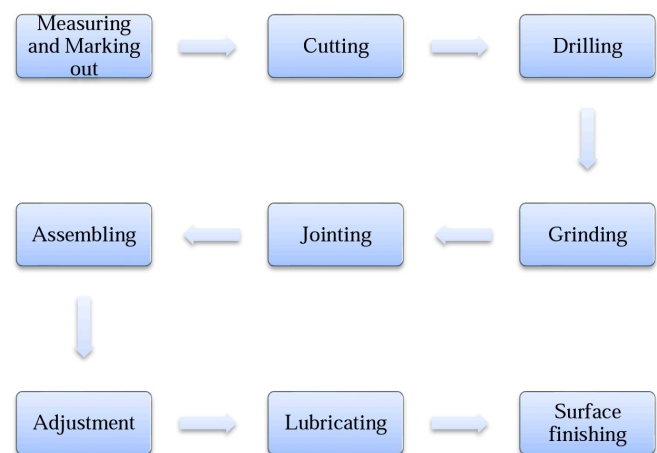 Measuring
and Marking
out
Cutting
Drilling
Grinding
Jointing
Assembling
Adjustment
Lubricating
Surface
finishing